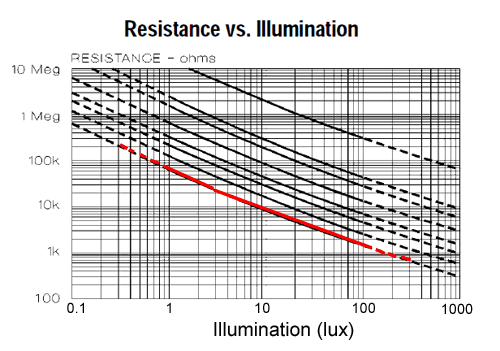 Resistance vs. Illumination
RESISTANCE - ohms
10 Meg
1 Meg
100k
10k
1k
100
0.1 1 10 100 1000
Illumination (lux)